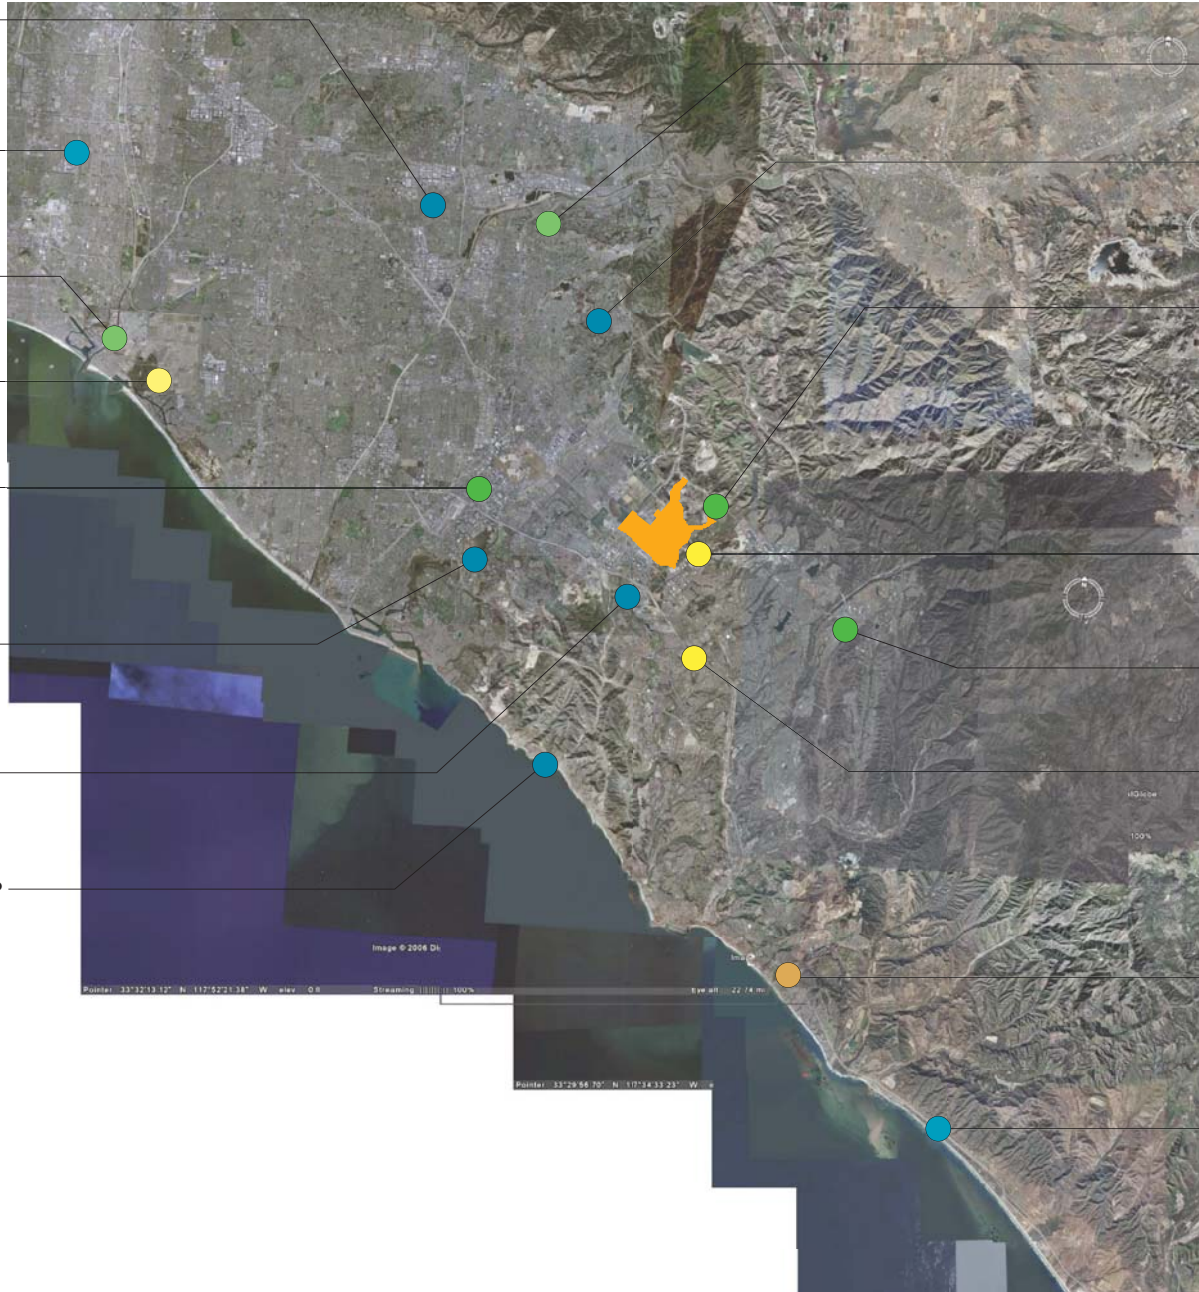 Image © 2006 Di
Pointer 33°32'13.12" N 117°52'21.38" W elev 0 ft Streaming 100% Eye alt 22.74 mi
Ima
100%
Pointer 33°29'56.70" N 117°34'33.23" W e